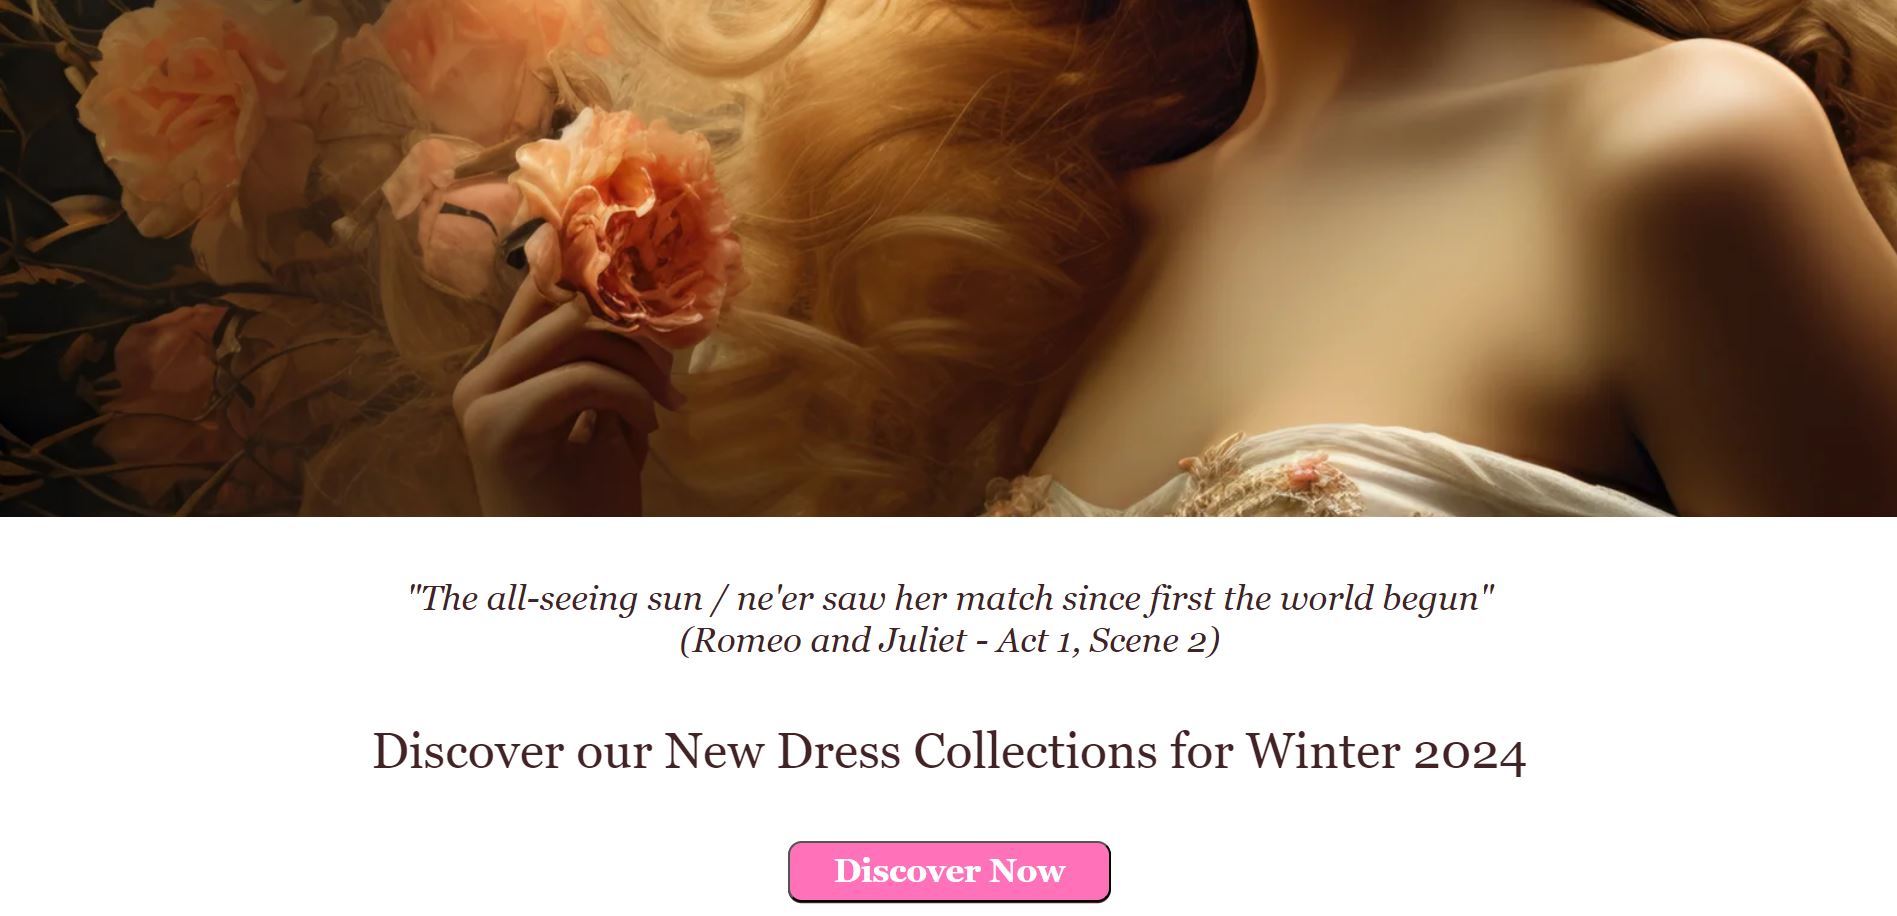 "The all-seeing sun / ne'er saw her match since first the world begun"
(Romeo and Juliet - Act 1, Scene 2)
Discover our New Dress Collections for Winter 2024
Discover Now